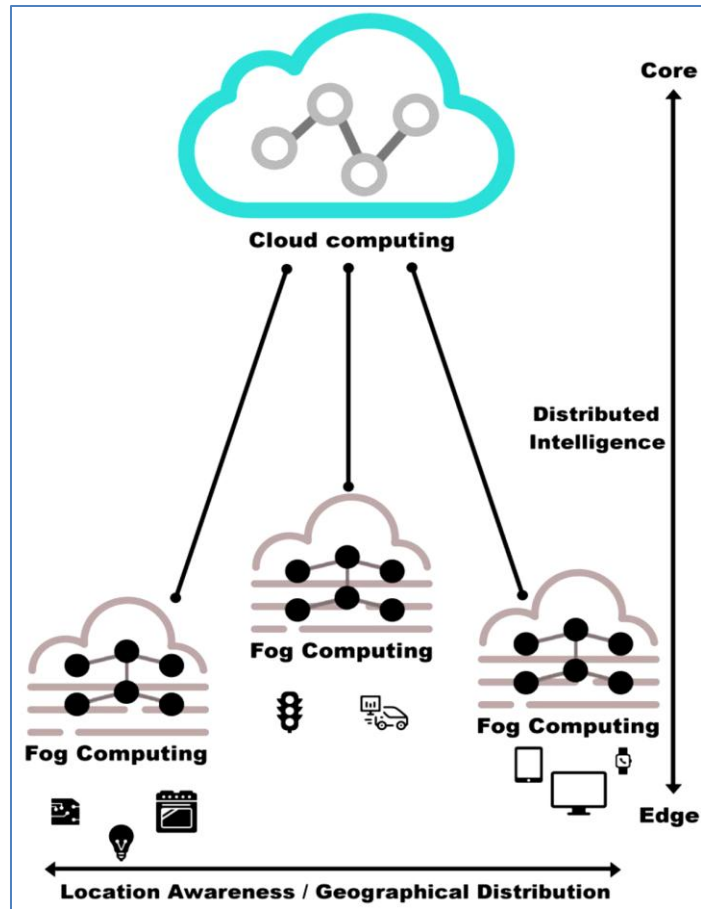 Core
Cloud computing
Distributed
Intelligence
Fog Computing
Fog Computing
Fog Computing
Edge
Location Awareness / Geographical Distribution